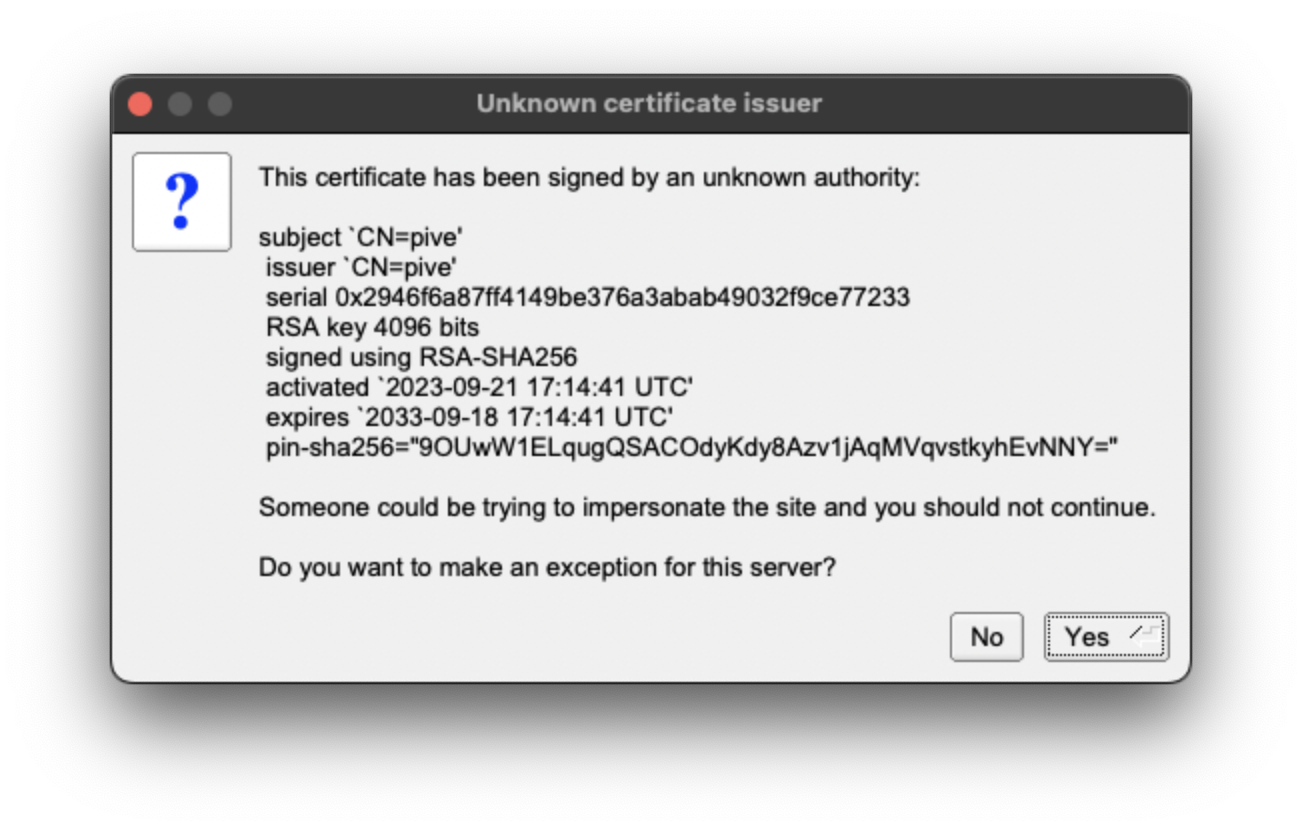 Unknown certificate issuer
?
This certificate has been signed by an unknown authority:
subject `CN=pive'
issuer `CN=pive'
serial 0x2946f6a87ff4149be376a3abab49032f9ce77233
RSA key 4096 bits
signed using RSA-SHA256
activated `2023-09-21 17:14:41 UTC'
expires `2033-09-18 17:14:41 UTC'
pin-sha256="9OUwW1ELqugQSACOdyKdy8Azv1jAqMVqvstkyhEvNNY="
Someone could be trying to impersonate the site and you should not continue.
Do you want to make an exception for this server?
No
Yes